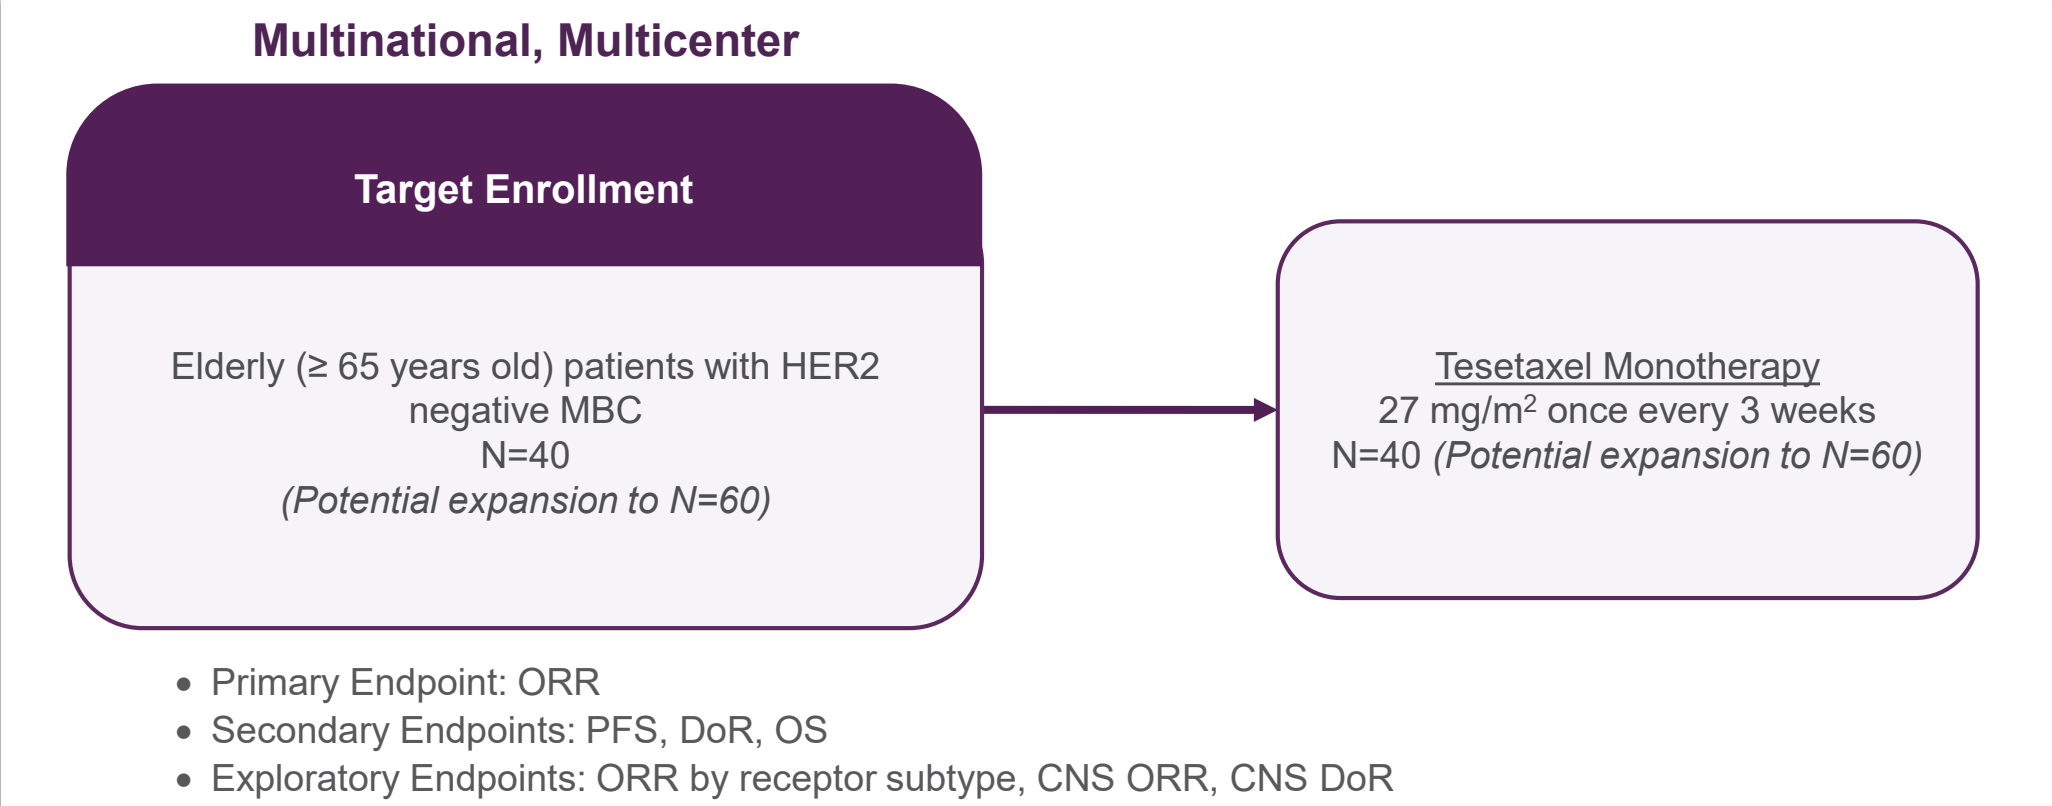 Multinational, Multicenter
Target Enrollment
Elderly (≥ 65 years old) patients with HER2
negative MBC
N=40
(Potential expansion to N=60)
Tesetaxel Monotherapy
27 mg/m² once every 3 weeks
N=40 (Potential expansion to N=60)
• Primary Endpoint: ORR
• Secondary Endpoints: PFS, DoR, OS
• Exploratory Endpoints: ORR by receptor subtype, CNS ORR, CNS DoR